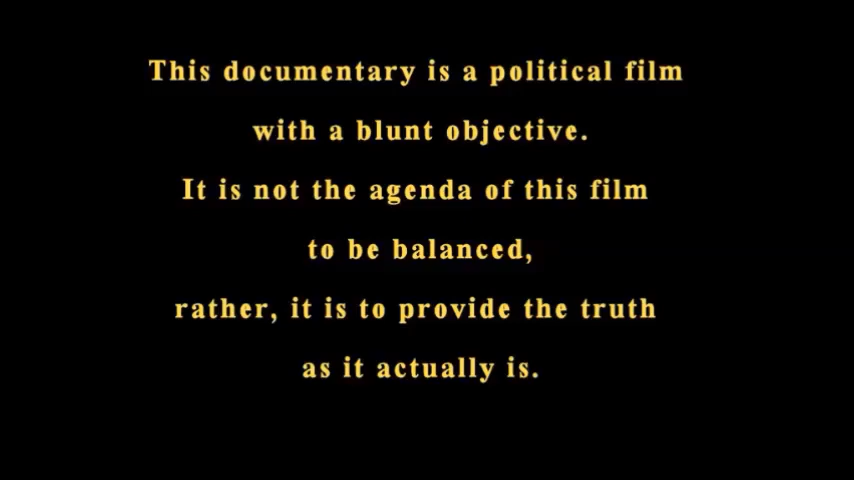 This documentary is a political film
with a blunt objective.
It is not the agenda of this film
to be balanced,
rather, it is to provide the truth
as it actually is.